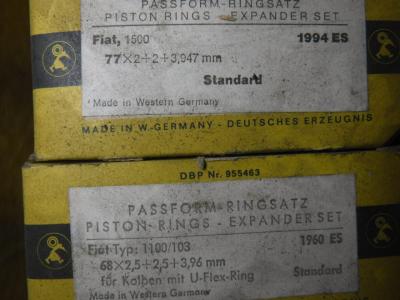 PASSFORM-RINGSATZ
PISTON RINGS - EXPANDER SET
Fiat, 1500 1994 ES
77×2÷2÷3,947 mm
Standard
Made in Western Germany
MADE IN W.-GERMANY - DEUTSCHES ERZEUGNIS
DBP Nr. 955463
PASSFORM-RINGSATZ
PISTON-RINGS - EXPANDER SET
Fiat Typ: 1100/103 1960 ES
68×2,5÷2,5÷3,96 mm
für Kolben mit U-Flex-Ring Standard
Made in Western Germany